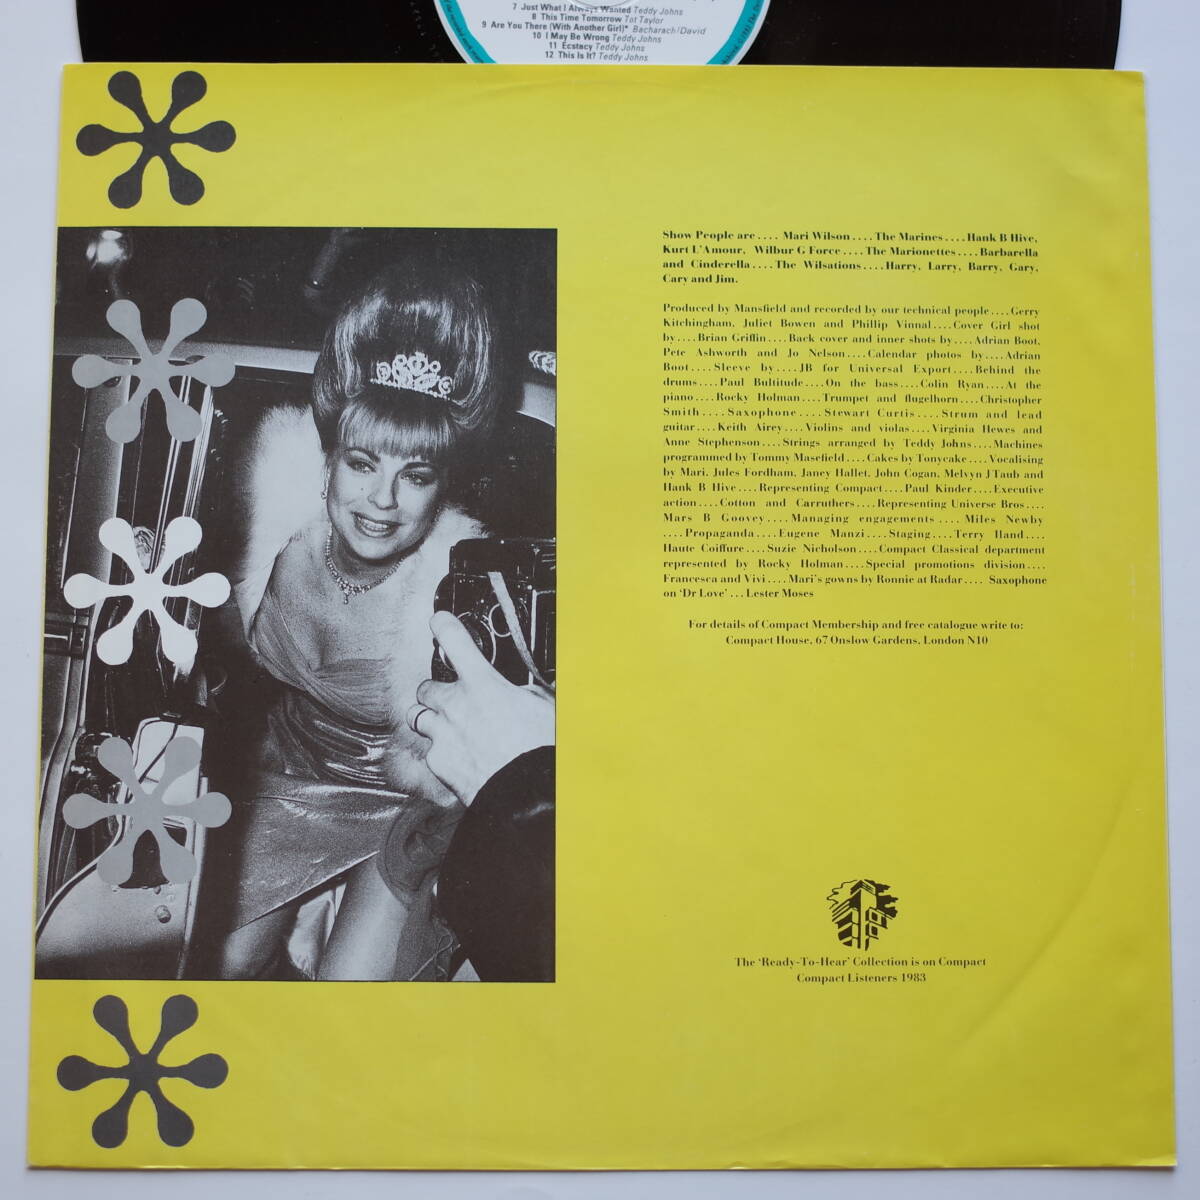 7 Just What I Always Wanted Teddy Johns
8 This Time Tomorrow Tot Taylor
9 Are You There (With Another Girl)* Bacharach/David
10 I May Be Wrong Teddy Johns
11 Ecstacy Teddy Johns
12 This Is It? Teddy Johns
Show People are.... Mari Wilson....The Marines....Hank B Hive,
Kurt L'Amour, Wilbur G Force....The Marionettes....Barbarella
and Cinderella....The Wilsations....Harry, Larry, Barry, Gary,
Cary and Jim.
Produced by Mansfield and recorded by our technical people....Gerry
Kitchingham, Juliet Bowen and Phillip Vinnal....Cover Girl shot
by....Brian Griffin....Back cover and inner shots by....Adrian Boot,
Pete Ashworth and Jo Nelson....Calendar photos by....Adrian
Boot....Sleeve by....JB for Universal Export....Behind the
drums....Paul Bultitude....On the bass....Colin Ryan....At the
piano....Rocky Holman....Trumpet and flugelhorn....Christopher
Smith....Saxophone....Stewart Curtis....Strum and lead
guitar....Keith Airey....Violins and violas....Virginia Hewes and
Anne Stephenson....Strings arranged by Teddy Johns....Machines
programmed by Tommy Masefield....Cakes by Tonycake....Vocalising
by Mari, Jules Fordham, Janey Hallet, John Cogan, Melvyn J Taub and
Hank B Hive....Representing Compact....Paul Kinder....Executive
action....Cotton and Carruthers....Representing Universe Bros....
Mars B Goovey....Managing engagements....Miles Newby
....Propaganda....Eugene Manzi....Staging....Terry Hand....
Haute Coiffure....Suzie Nicholson....Compact Classical department
represented by Rocky Holman....Special promotions division....
Francesca and Vivi....Mari's gowns by Ronnie at Radar.... Saxophone
on 'Dr Love'...Lester Moses
For details of Compact Membership and free catalogue write to:
Compact House, 67 Onslow Gardens, London N10
The 'Ready-To-Hear' Collection is on Compact
Compact Listeners 1983